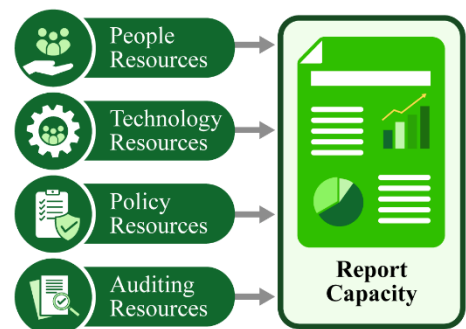 People
Resources
Technology
Resources
Policy
Resources
Auditing
Resources
Report
Capacity